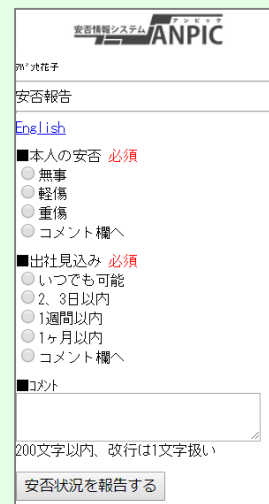 安否情報システム ANPIC
アンピック
ｱﾝﾋﾟｯｸ花子
安否報告
English
■本人の安否 必須
無事
軽傷
重傷
コメント欄へ
■出社見込み 必須
いつでも可能
2、3日以内
1週間以内
1ヶ月以内
コメント欄へ
■ｺﾒﾝﾄ
200文字以内、改行は1文字扱い
安否状況を報告する